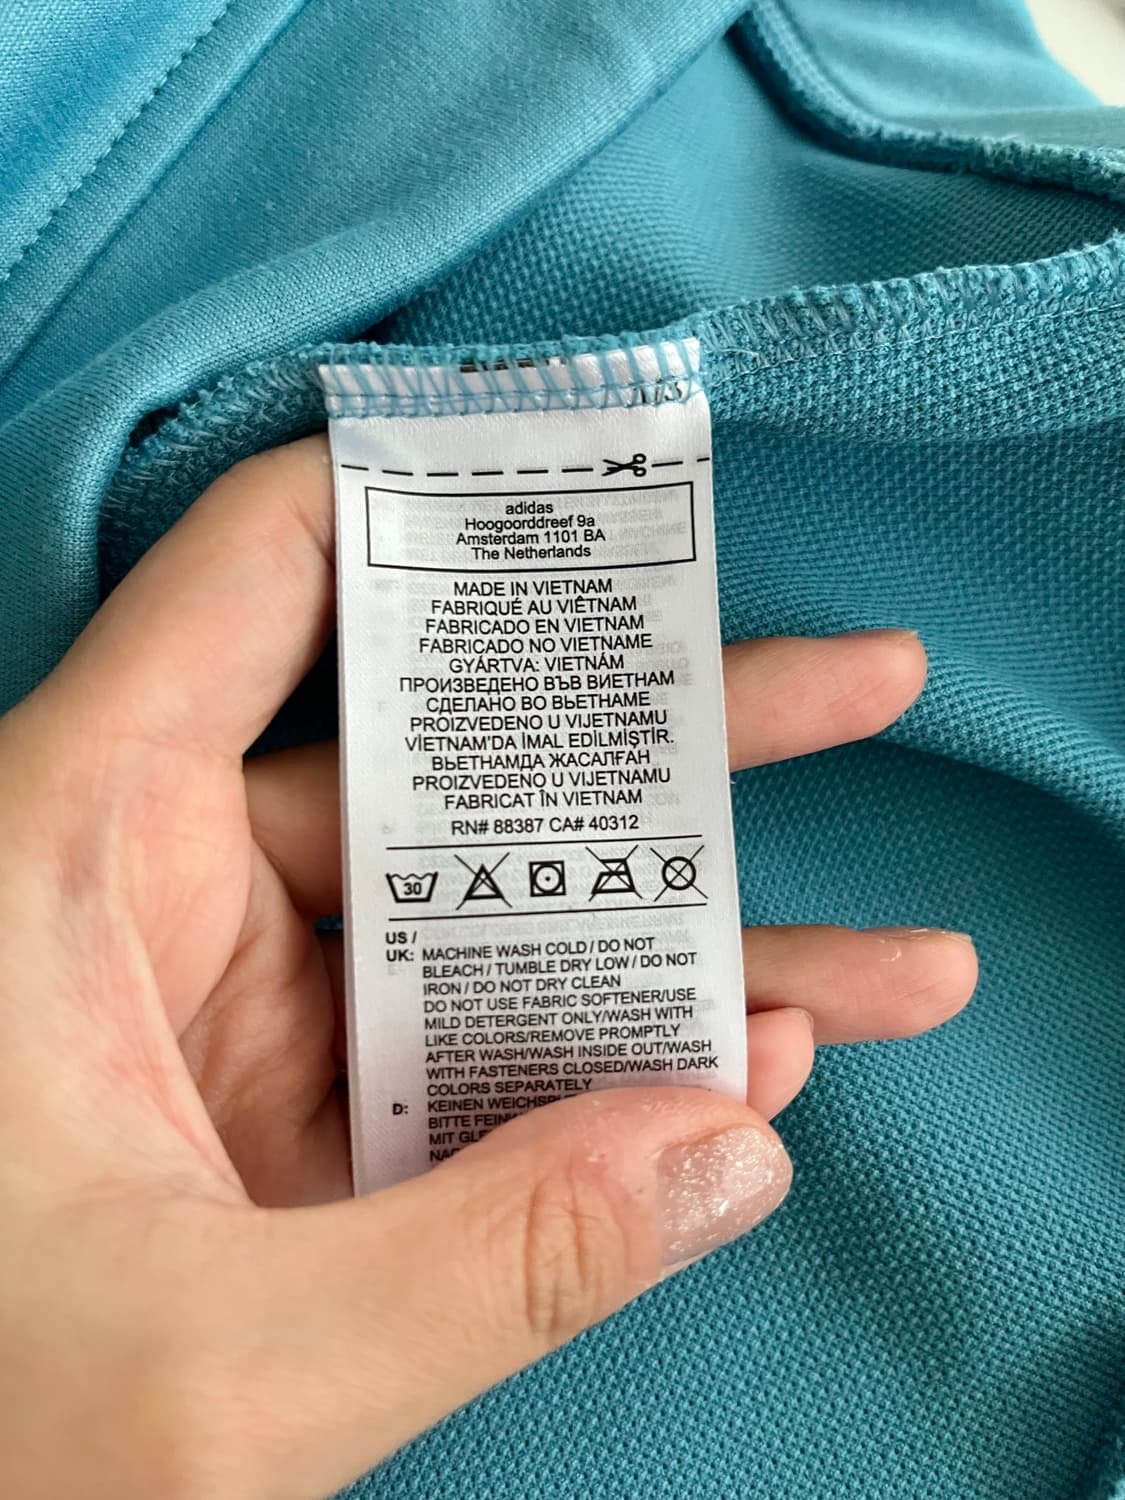 adidas
Hoogoorddreef 9a
Amsterdam 1101 BA
The Netherlands
MADE IN VIETNAM
FABRIQUÉ AU VIÊTNAM
FABRICADO EN VIETNAM
FABRICADO NO VIETNAME
GYÁRTVA: VIETNÁM
ПРОИЗВЕДЕНО ВЪВ ВИЕТНАМ
СДЕЛАНО ВО ВЬЕТНАМЕ
PROIZVEDENO U VIJETNAMU
VİETNAM'DA İMAL EDİLMİŞTİR.
ВЬЕТНАМДА ЖАСАЛҒАН
PROIZVEDENO U VIJETNAMU
FABRICAT ÎN VIETNAM
RN# 88387 CA# 40312
30
US /
UK: MACHINE WASH COLD / DO NOT
BLEACH / TUMBLE DRY LOW / DO NOT
IRON / DO NOT DRY CLEAN
DO NOT USE FABRIC SOFTENER/USE
MILD DETERGENT ONLY/WASH WITH
LIKE COLORS/REMOVE PROMPTLY
AFTER WASH/WASH INSIDE OUT/WASH
WITH FASTENERS CLOSED/WASH DARK
COLORS SEPARATELY
D: KEINEN
BITTE
MIT